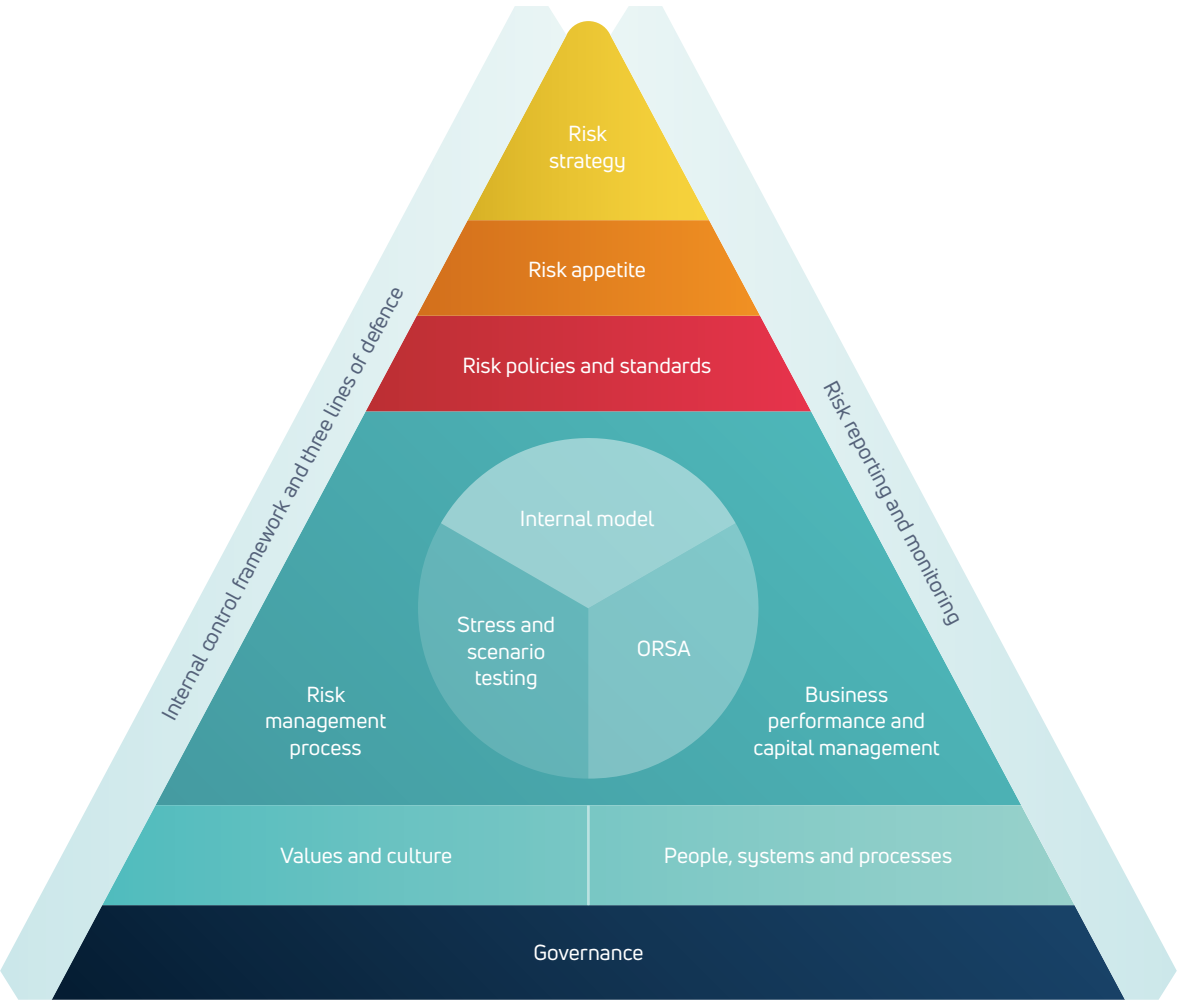 Risk
strategy
Risk appetite
Risk policies and standards
Internal control framework and three lines of defence
Risk reporting and monitoring
Internal model
Stress and
scenario
testing
ORSA
Risk
management
process
Business
performance and
capital management
Values and culture
People, systems and processes
Governance